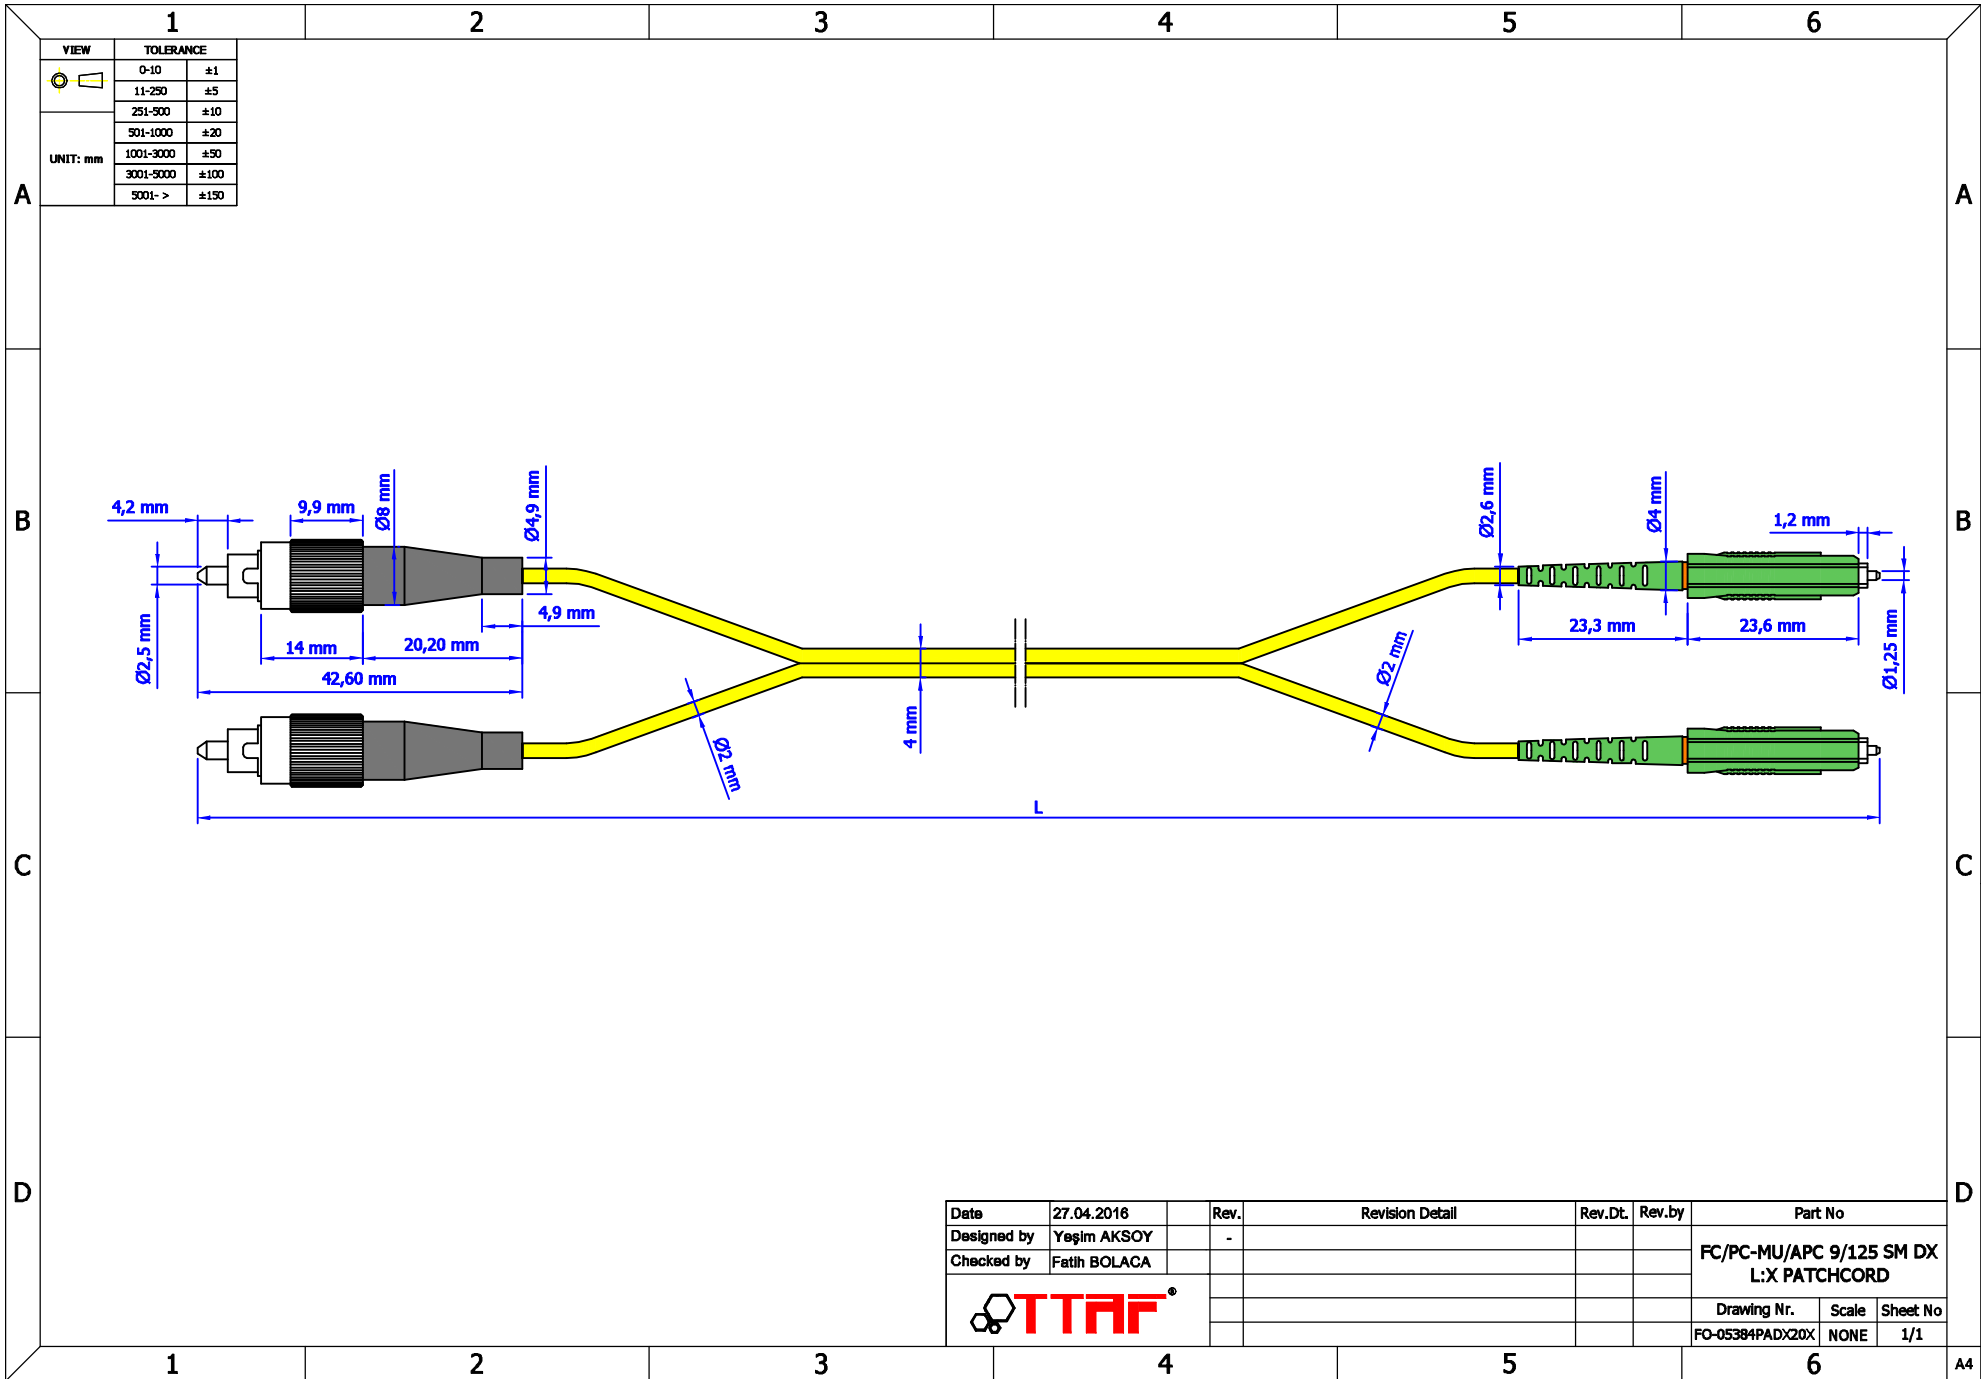 1 2 3 4 5 6
VIEW TOLERANCE
0-10 ±1
11-250 ±5
251-500 ±10
501-1000 ±20
UNIT: mm
1001-3000 ±50
3001-5000 ±100
5001- > ±150
A A
B B
4,2 mm
9,9 mm
Ø8 mm
Ø4,9 mm
Ø2,5 mm
14 mm
20,20 mm
4,9 mm
42,60 mm
Ø2 mm
4 mm
Ø2 mm
Ø2,6 mm
Ø4 mm
1,2 mm
23,3 mm
23,6 mm
Ø1,25 mm
L
C C
D D
Date 27.04.2016 Rev. Revision Detail Rev.Dt. Rev.by Part No
Designed by Yeşim AKSOY -
Checked by Fatih BOLACA
FC/PC-MU/APC 9/125 SM DX
L:X PATCHCORD
TTAF®
Drawing Nr. Scale Sheet No
FO-05384PADX20X NONE 1/1
1 2 3 4 5 6 A4